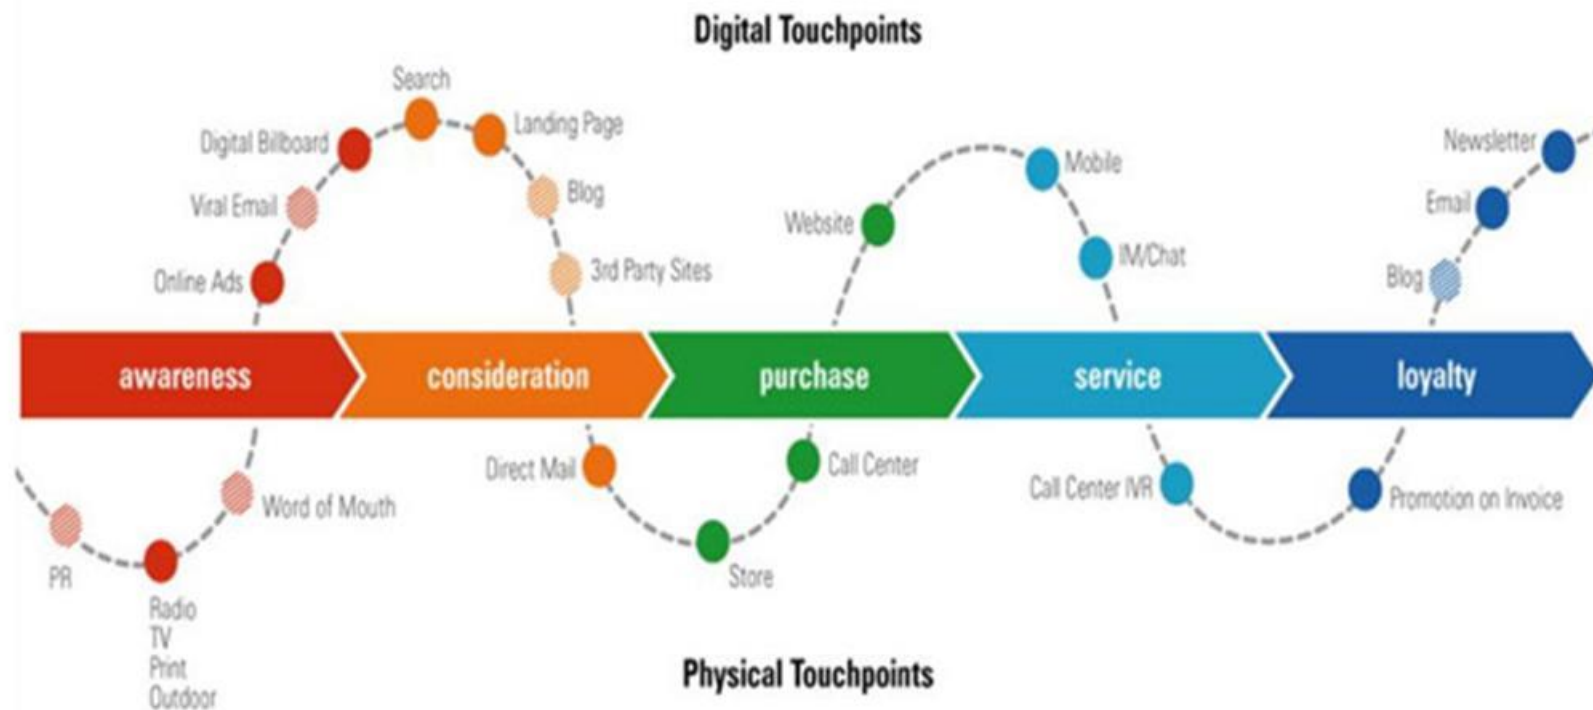 Digital Touchpoints
Search
Digital Billboard
Landing Page
Viral Email
Blog
Online Ads
3rd Party Sites
Website
Mobile
IM/Chat
Newsletter
Email
Blog
awareness
consideration
purchase
service
loyalty
PR
Radio
TV
Print
Outdoor
Word of Mouth
Direct Mail
Store
Call Center
Call Center IVR
Promotion on Invoice
Physical Touchpoints